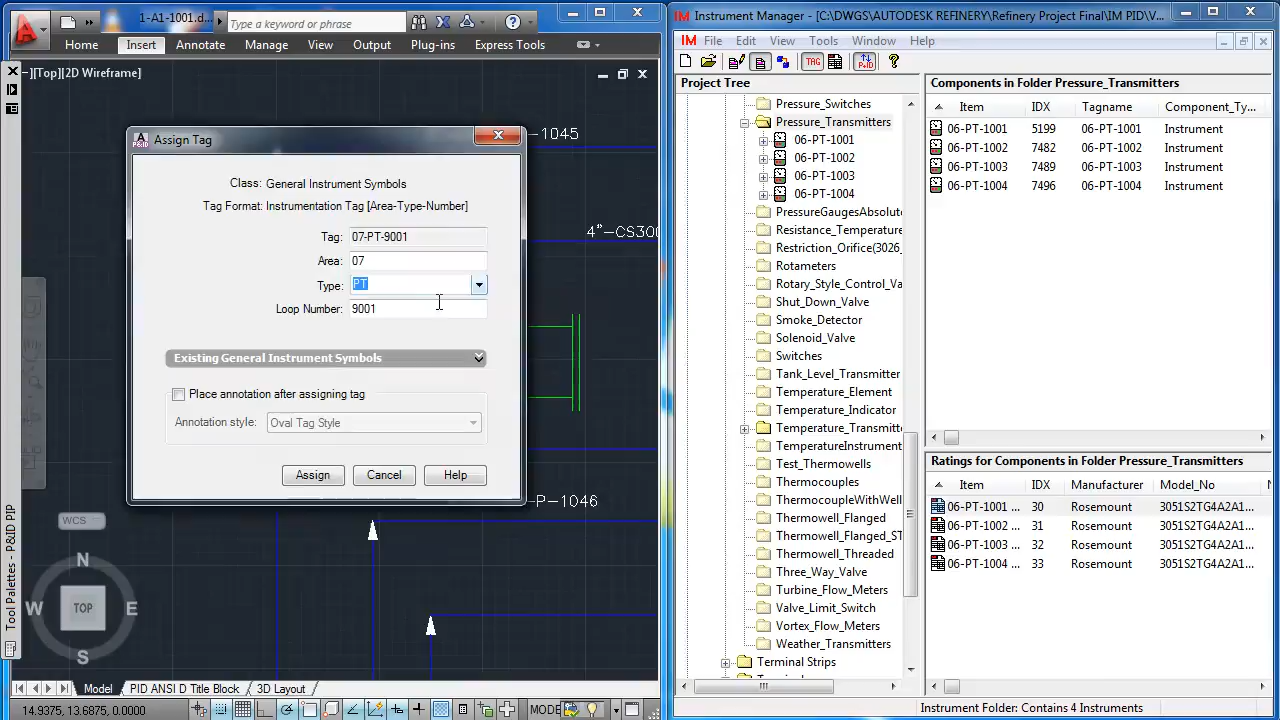 1-A1-1001.d...
Type a keyword or phrase
Home Insert Annotate Manage View Output Plug-ins Express Tools
–][Top][2D Wireframe]
-1045
4"-CS300
P-1046
Assign Tag
Class: General Instrument Symbols
Tag Format: Instrumentation Tag [Area-Type-Number]
Tag: 07-PT-9001
Area: 07
Type: PT
Loop Number: 9001
Existing General Instrument Symbols
Place annotation after assigning tag
Annotation style: Oval Tag Style
Assign Cancel Help
WCS
N
W TOP E
S
Tool Palettes - P&ID PIP
Model PID ANSI D Title Block 3D Layout
14.9375, 13.6875, 0.0000
MODE
IM Instrument Manager - [C:\DWGS\AUTODESK REFINERY\Refinery Project Final\IM PID\V...
IM File Edit View Tools Window Help
TAG
Project Tree
Pressure_Switches
Pressure_Transmitters
06-PT-1001
06-PT-1002
06-PT-1003
06-PT-1004
PressureGaugesAbsolut
Resistance_Temperature
Restriction_Orifice(3026_
Rotameters
Rotary_Style_Control_Va
Shut_Down_Valve
Smoke_Detector
Solenoid_Valve
Switches
Tank_Level_Transmitter
Temperature_Element
Temperature_Indicator
Temperature_Transmitt
TemperatureInstrument
Test_Thermowells
Thermocouples
ThermocoupleWithWell
Thermowell_Flanged
Thermowell_Flanged_ST
Thermowell_Threaded
Three_Way_Valve
Turbine_Flow_Meters
Valve_Limit_Switch
Vortex_Flow_Meters
Weather_Transmitters
Terminal Strips
Components in Folder Pressure_Transmitters
Item IDX Tagname Component_Ty...
06-PT-1001 5199 06-PT-1001 Instrument
06-PT-1002 7482 06-PT-1002 Instrument
06-PT-1003 7489 06-PT-1003 Instrument
06-PT-1004 7496 06-PT-1004 Instrument
Ratings for Components in Folder Pressure_Transmitters
Item IDX Manufacturer Model_No
06-PT-1001 ... 30 Rosemount 3051S2TG4A2A1...
06-PT-1002 ... 31 Rosemount 3051S2TG4A2A1...
06-PT-1003 ... 32 Rosemount 3051S2TG4A2A1...
06-PT-1004 ... 33 Rosemount 3051S2TG4A2A1...
Instrument Folder: Contains 4 Instruments